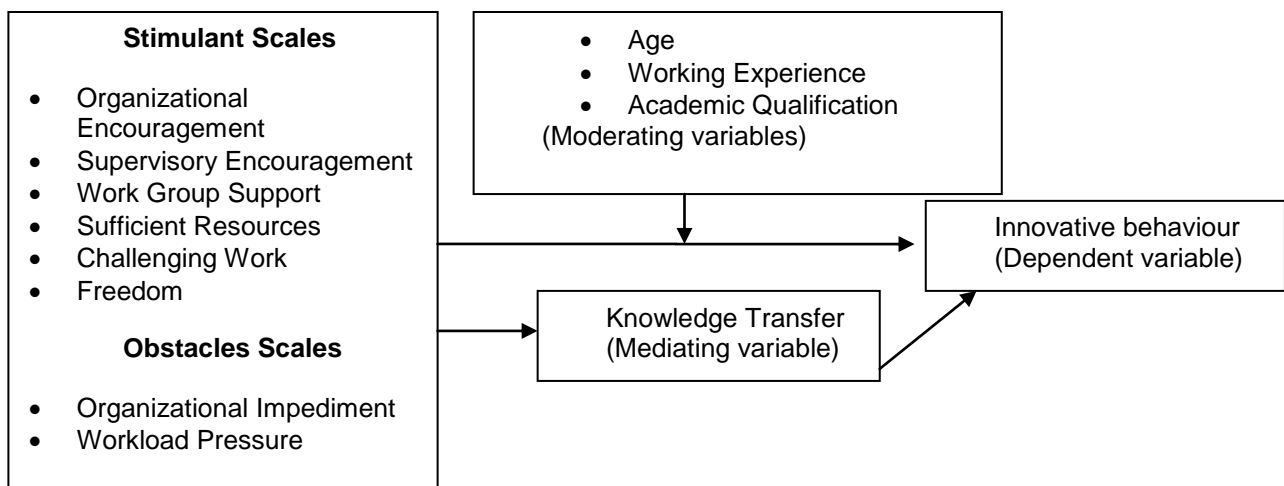 Stimulant Scales
• Organizational
Encouragement
• Supervisory Encouragement
• Work Group Support
• Sufficient Resources
• Challenging Work
• Freedom
Obstacles Scales
• Organizational Impediment
• Workload Pressure
• Age
• Working Experience
• Academic Qualification
(Moderating variables)
Knowledge Transfer
(Mediating variable)
Innovative behaviour
(Dependent variable)